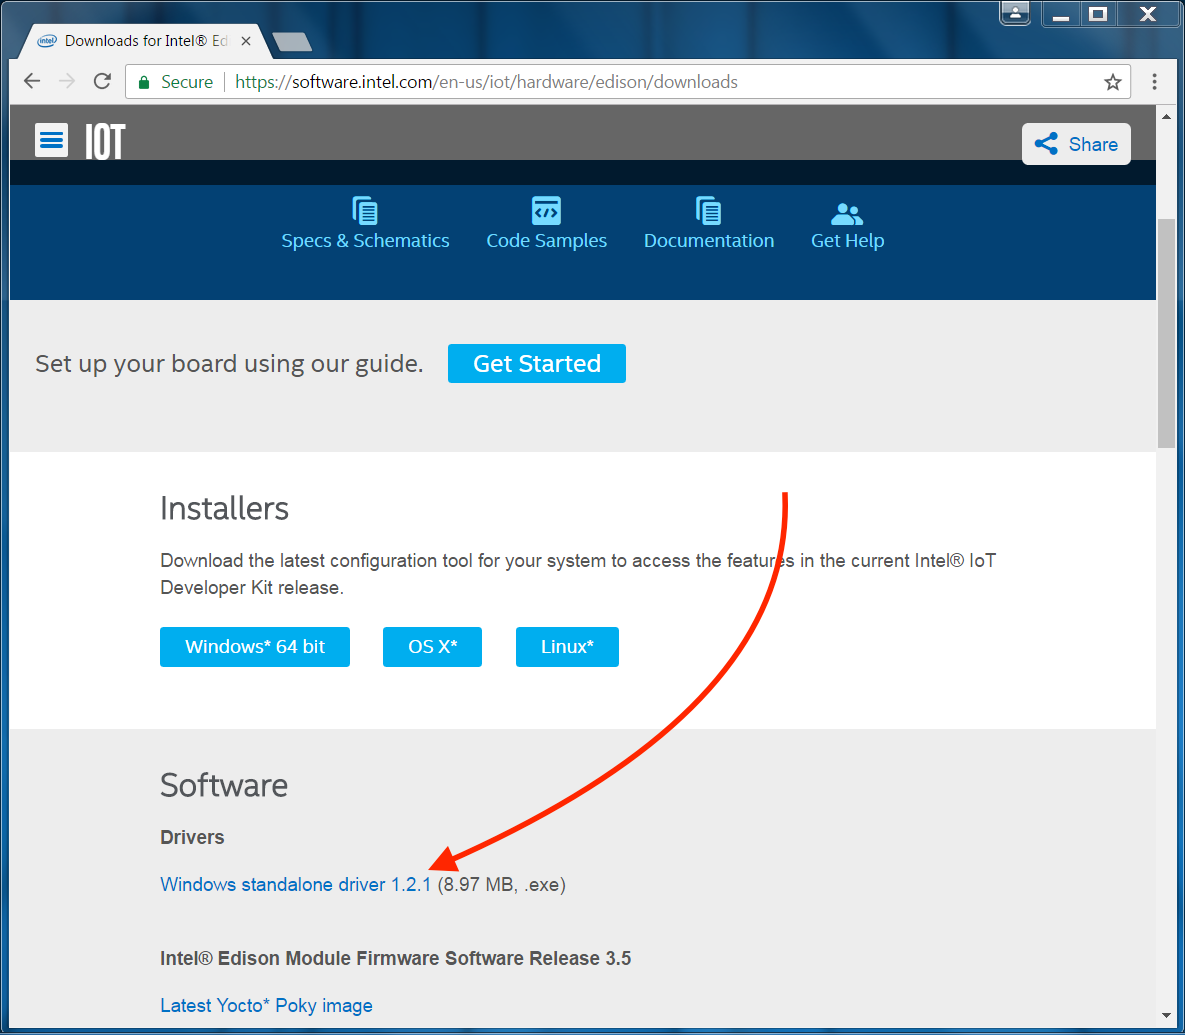 intel Downloads for Intel® Ed
Secure https://software.intel.com/en-us/iot/hardware/edison/downloads
IOT
Share
Specs & Schematics Code Samples Documentation Get Help
Set up your board using our guide. Get Started
Installers
Download the latest configuration tool for your system to access the features in the current Intel® IoT
Developer Kit release.
Windows* 64 bit OS X* Linux*
Software
Drivers
Windows standalone driver 1.2.1 (8.97 MB, .exe)
Intel® Edison Module Firmware Software Release 3.5
Latest Yocto* Poky image